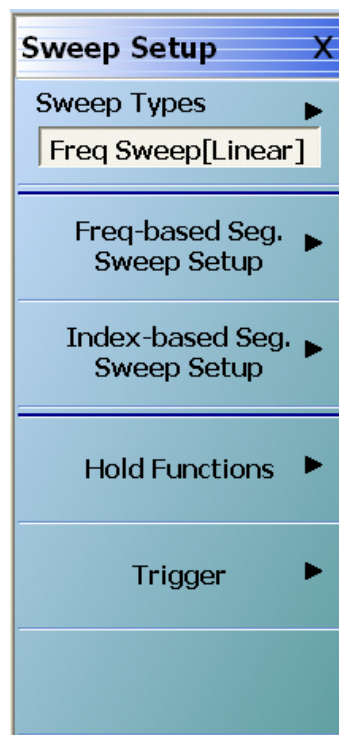 Sweep Setup X
Sweep Types
Freq Sweep[Linear]
Freq-based Seg.
Sweep Setup
Index-based Seg.
Sweep Setup
Hold Functions
Trigger